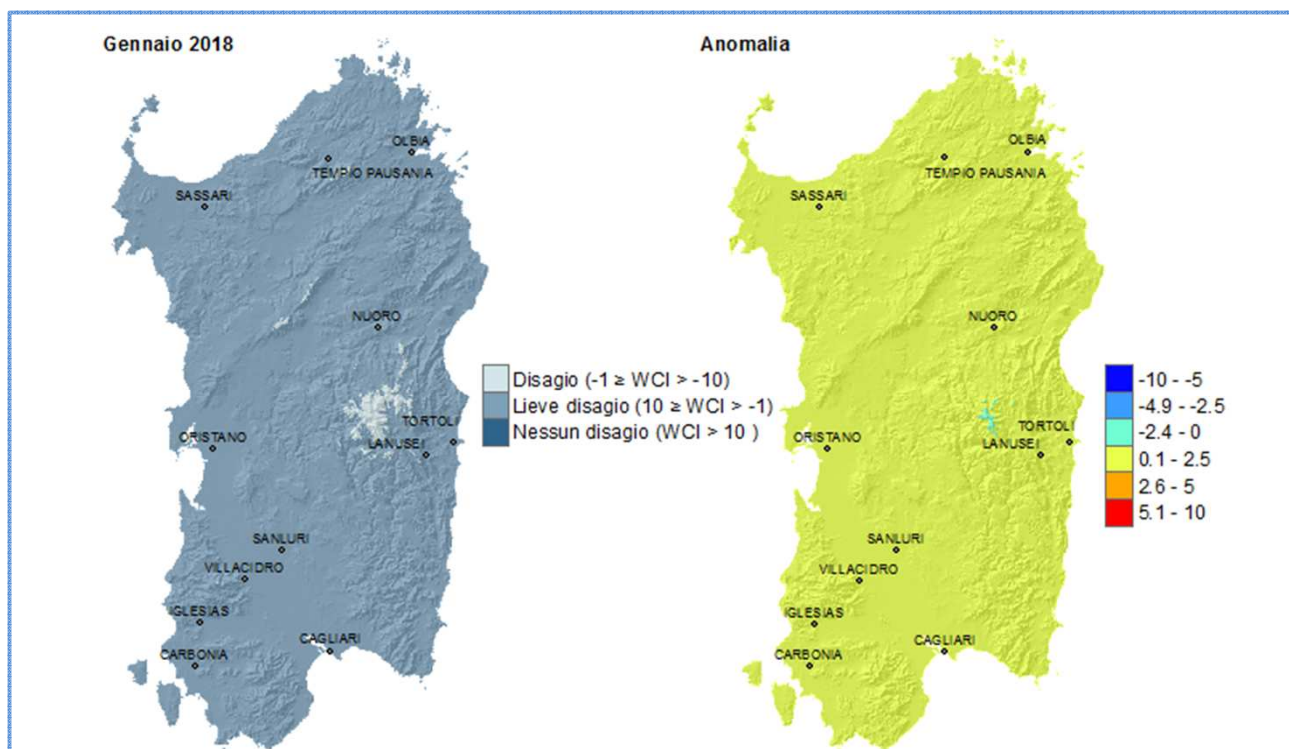 Gennaio 2018
OLBIA
TEMPIO PAUSANIA
SASSARI
NUORO
TORTOLI
ORISTANO
LANUSEI
SANLURI
VILLACIDRO
IGLESIAS
CAGLIARI
CARBONIA
Disagio (-1 ≥ WCI > -10)
Lieve disagio (10 ≥ WCI > -1)
Nessun disagio (WCI > 10 )
Anomalia
OLBIA
TEMPIO PAUSANIA
SASSARI
NUORO
TORTOLI
ORISTANO
LANUSEI
SANLURI
VILLACIDRO
IGLESIAS
CAGLIARI
CARBONIA
-10 - -5
-4.9 - -2.5
-2.4 - 0
0.1 - 2.5
2.6 - 5
5.1 - 10